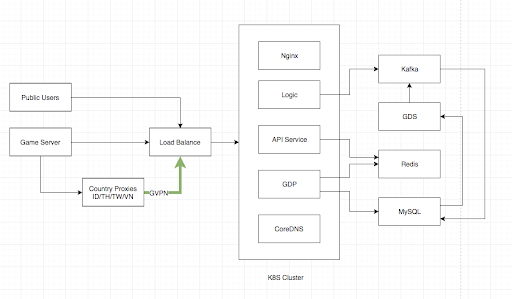 Nginx
Logic
API Service
GDP
CoreDNS
K8S Cluster
Public Users
Game Server
Load Balance
Country Proxies
ID/TH/TW/VN
GVPN
Kafka
GDS
Redis
MySQL